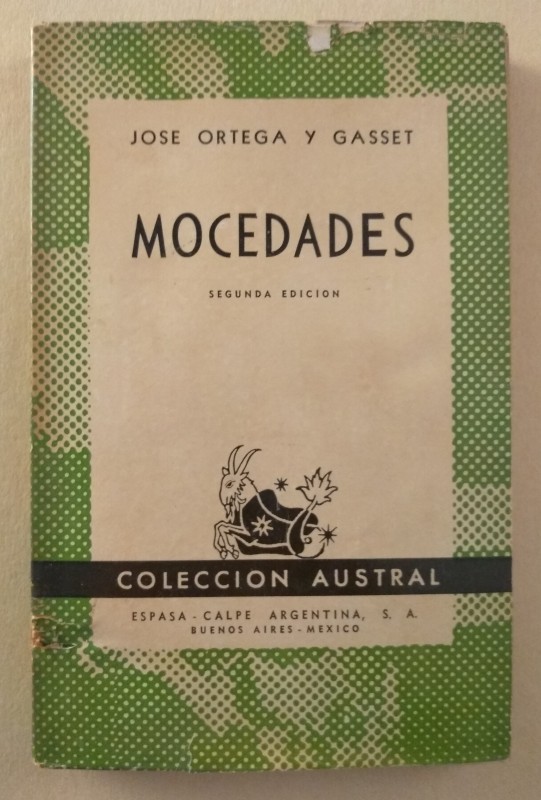 JOSE ORTEGA Y GASSET
MOCEDADES
SEGUNDA EDICION
COLECCION AUSTRAL
ESPASA - CALPE ARGENTINA, S. A.
BUENOS AIRES - MEXICO